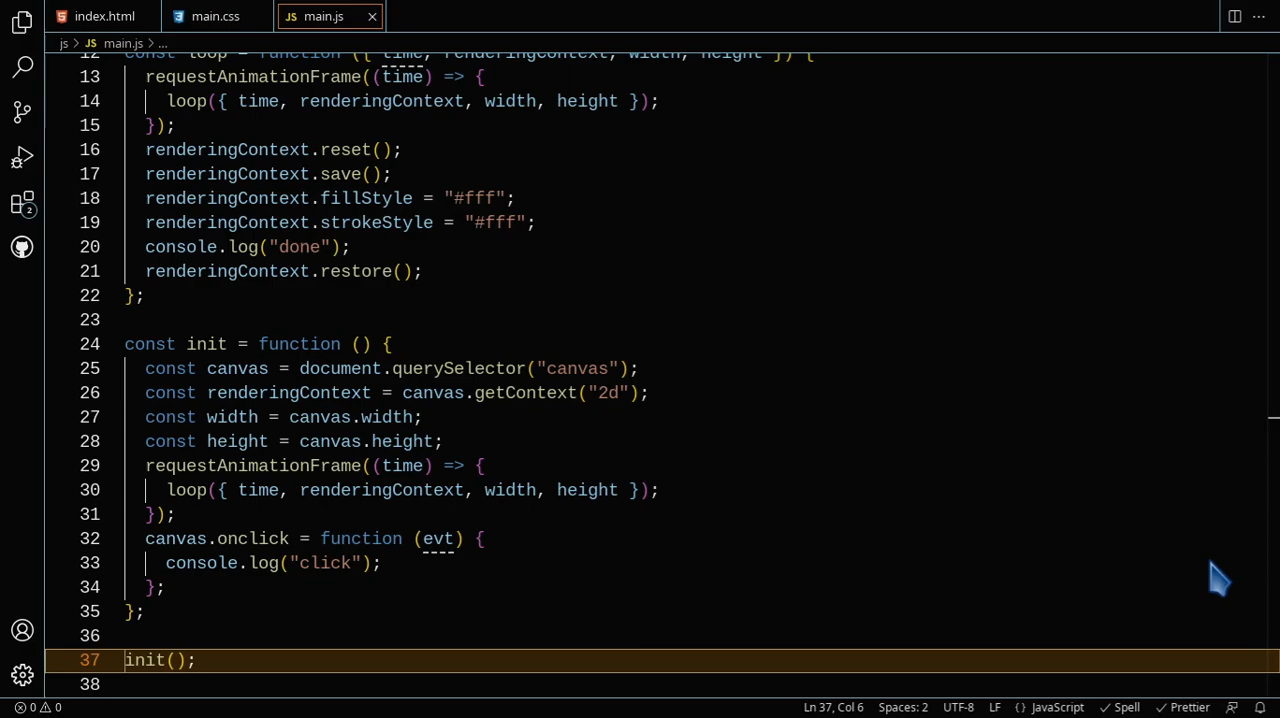 index.html
main.css
JS main.js
js > JS main.js > ...
12 const loop = function ({ time, renderingContext, width, height }) {
13 requestAnimationFrame((time) => {
14 loop({ time, renderingContext, width, height });
15 });
16 renderingContext.reset();
17 renderingContext.save();
18 renderingContext.fillStyle = "#fff";
19 renderingContext.strokeStyle = "#fff";
20 console.log("done");
21 renderingContext.restore();
22 };
23
24 const init = function () {
25 const canvas = document.querySelector("canvas");
26 const renderingContext = canvas.getContext("2d");
27 const width = canvas.width;
28 const height = canvas.height;
29 requestAnimationFrame((time) => {
30 loop({ time, renderingContext, width, height });
31 });
32 canvas.onclick = function (evt) {
33 console.log("click");
34 };
35 };
36
37 init();
38
2
0 0 Ln 37, Col 6 Spaces: 2 UTF-8 LF {} JavaScript Spell Prettier